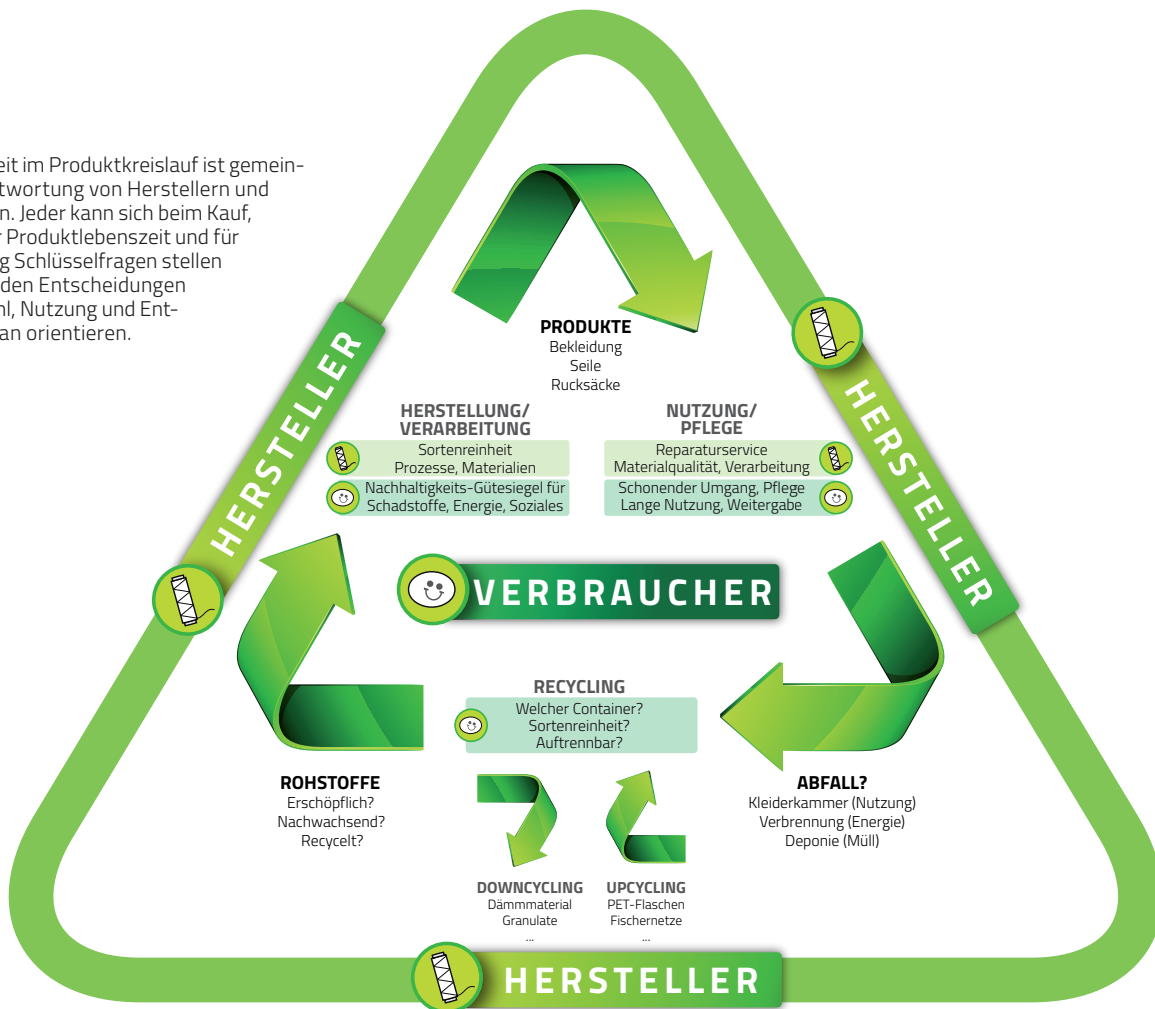 eit im Produktkreislauf ist gemein-
twortung von Herstellern und
n. Jeder kann sich beim Kauf,
r Produktlebenszeit und für
g Schlüsselfragen stellen
den Entscheidungen
hl, Nutzung und Ent-
an orientieren.
PRODUKTE
Bekleidung
Seile
Rucksäcke
HERSTELLER
HERSTELLER
HERSTELLUNG/
VERARBEITUNG
Sortenreinheit
Prozesse, Materialien
Nachhaltigkeits-Gütesiegel für
Schadstoffe, Energie, Soziales
NUTZUNG/
PFLEGE
Reparaturservice
Materialqualität, Verarbeitung
Schonender Umgang, Pflege
Lange Nutzung, Weitergabe
VERBRAUCHER
RECYCLING
Welcher Container?
Sortenreinheit?
Auftrennbar?
ROHSTOFFE
Erschöpflich?
Nachwachsend?
Recycelt?
ABFALL?
Kleiderkammer (Nutzung)
Verbrennung (Energie)
Deponie (Müll)
DOWNCYCLING
Dämmmaterial
Granulate
...
UPCYCLING
PET-Flaschen
Fischernetze
...
HERSTELLER